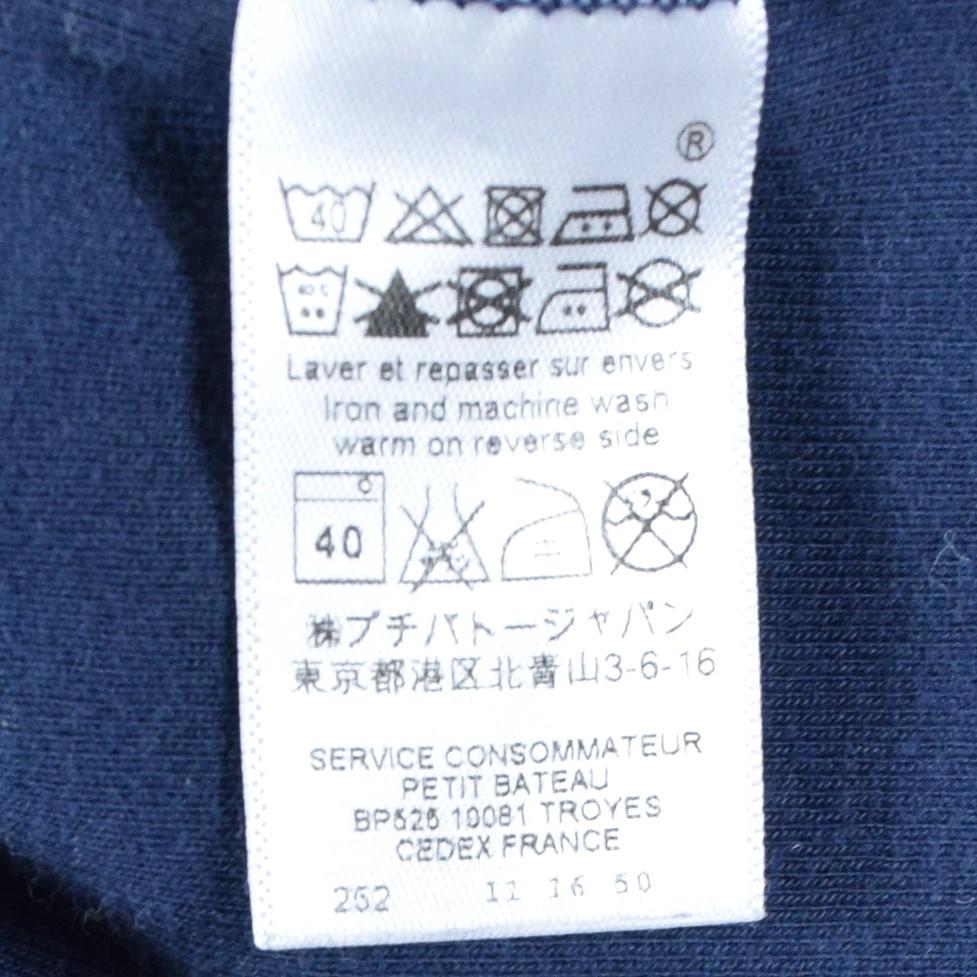 ®
40
40°C
Laver et repasser sur envers
Iron and machine wash
warm on reverse side
40
㈱プチバトージャパン
東京都港区北青山3-6-16
SERVICE CONSOMMATEUR
PETIT BATEAU
BP525 10081 TROYES
CEDEX FRANCE
252 11 16 50